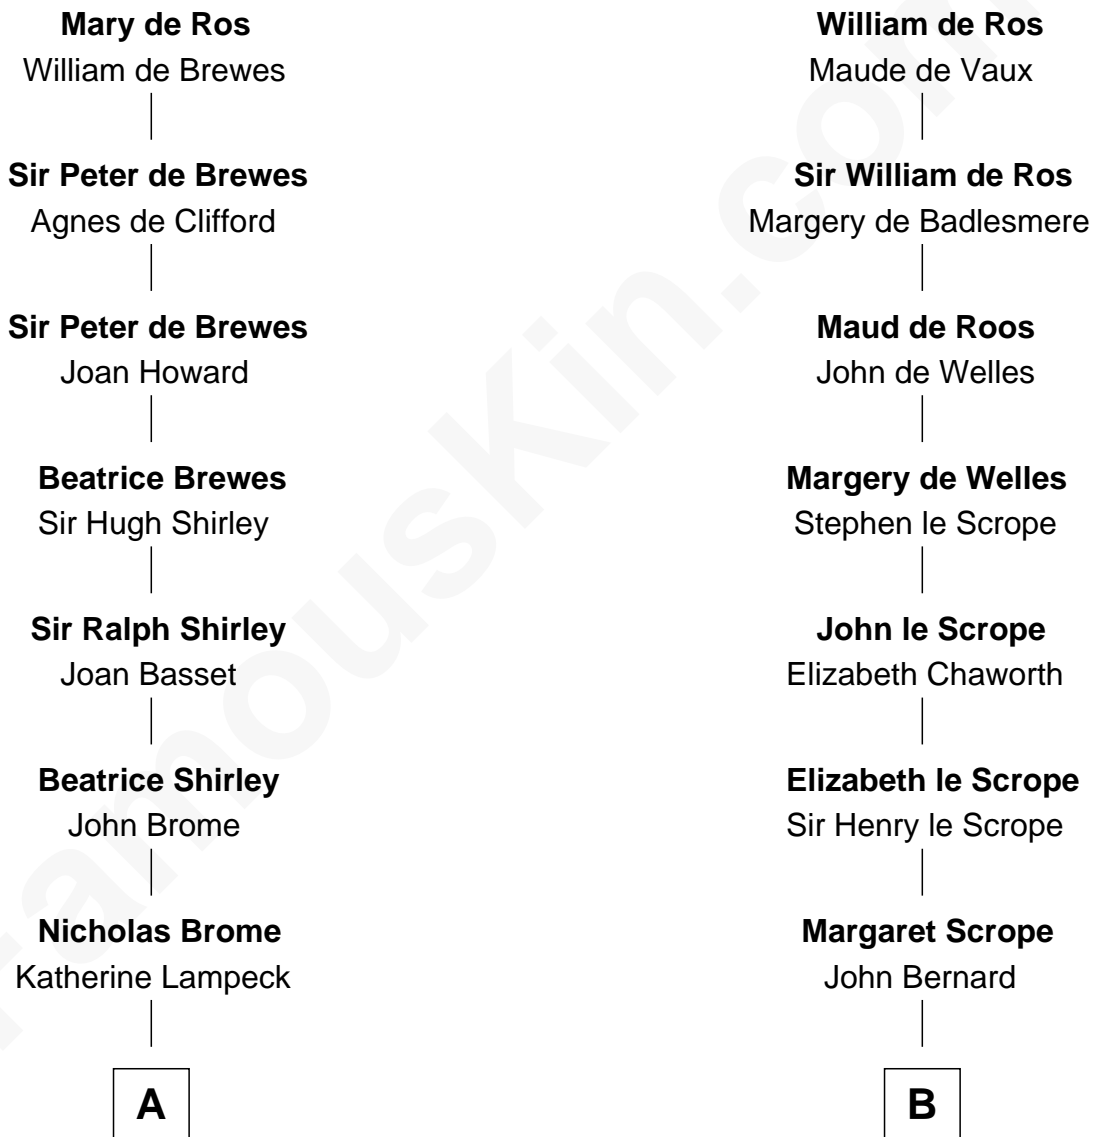 Mary de Ros
William de Brewes
Sir Peter de Brewes
Agnes de Clifford
Sir Peter de Brewes
Joan Howard
Beatrice Brewes
Sir Hugh Shirley
Sir Ralph Shirley
Joan Basset
Beatrice Shirley
John Brome
Nicholas Brome
Katherine Lampeck
A
William de Ros
Maude de Vaux
Sir William de Ros
Margery de Badlesmere
Maud de Roos
John de Welles
Margery de Welles
Stephen le Scrope
John le Scrope
Elizabeth Chaworth
Elizabeth le Scrope
Sir Henry le Scrope
Margaret Scrope
John Bernard
B
FamousKin.com